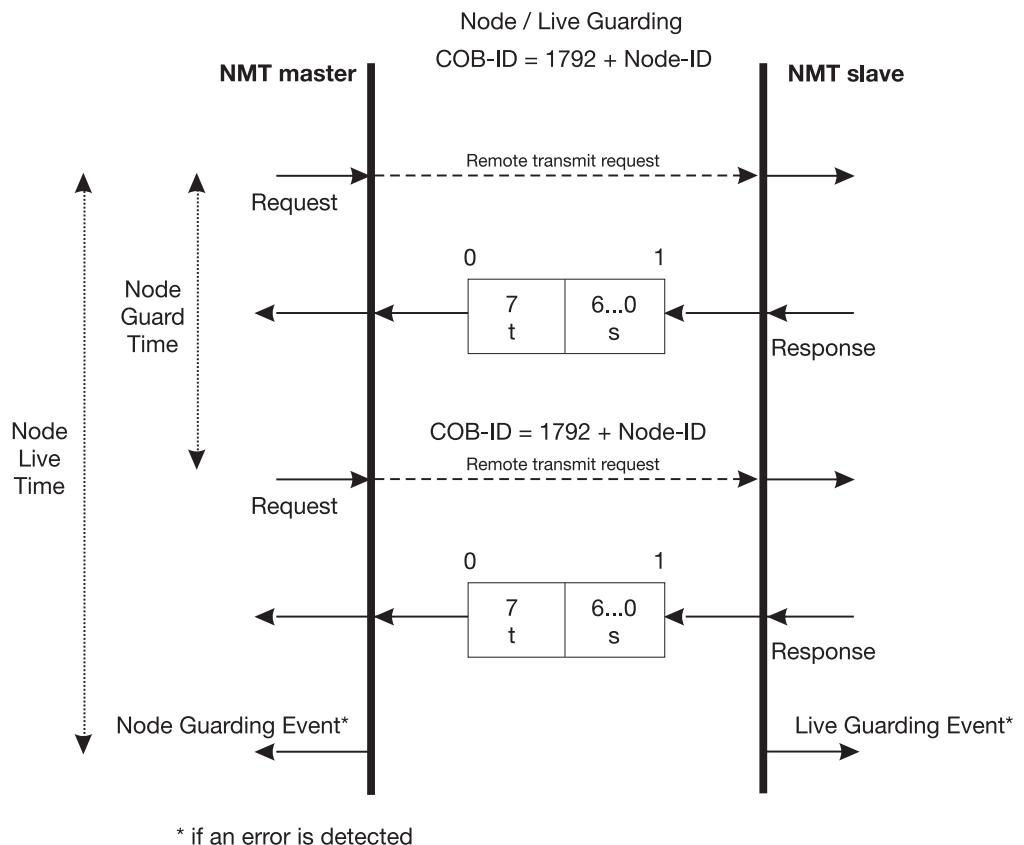 Node / Live Guarding
COB-ID = 1792 + Node-ID
NMT master
NMT slave
Remote transmit request
Request
0 1
Node
Guard
Time
7
t
6...0
s
Response
Node
Live
Time
COB-ID = 1792 + Node-ID
Remote transmit request
Request
0 1
7
t
6...0
s
Response
Node Guarding Event*
Live Guarding Event*
* if an error is detected